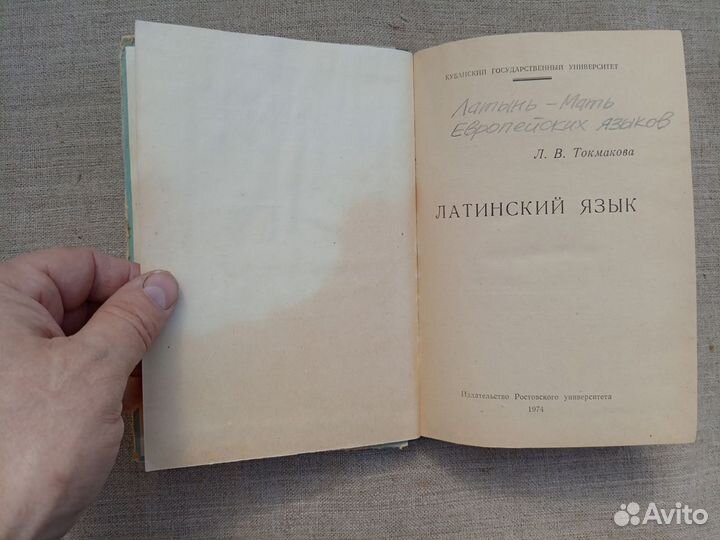 КУБАНСКИЙ ГОСУДАРСТВЕННЫЙ УНИВЕРСИТЕТ
Латынь – Мать
Европейских языков
Л. В. Токмакова
ЛАТИНСКИЙ ЯЗЫК
Издательство Ростовского университета
1974
Avito